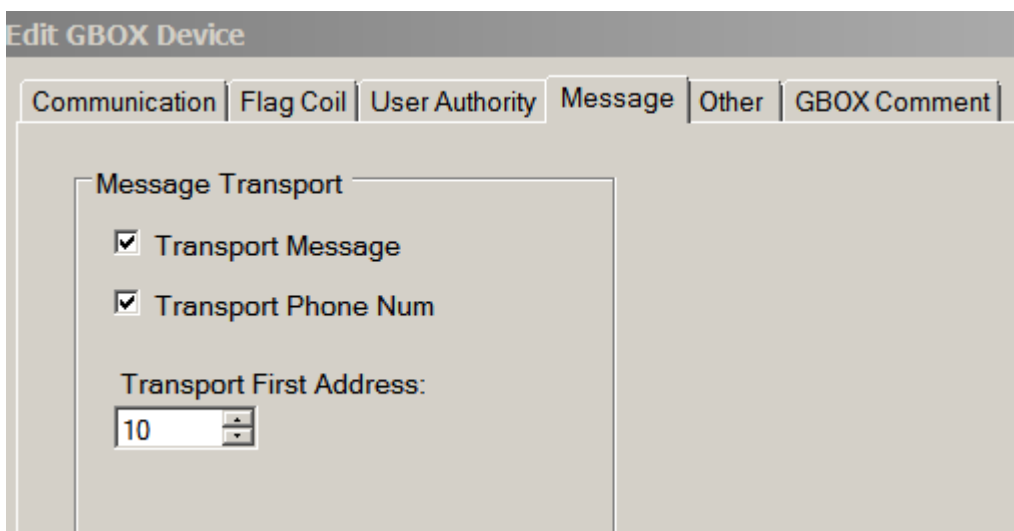 Edit GBOX Device
Communication Flag Coil User Authority Message Other GBOX Comment
Message Transport
Transport Message
Transport Phone Num
Transport First Address:
10